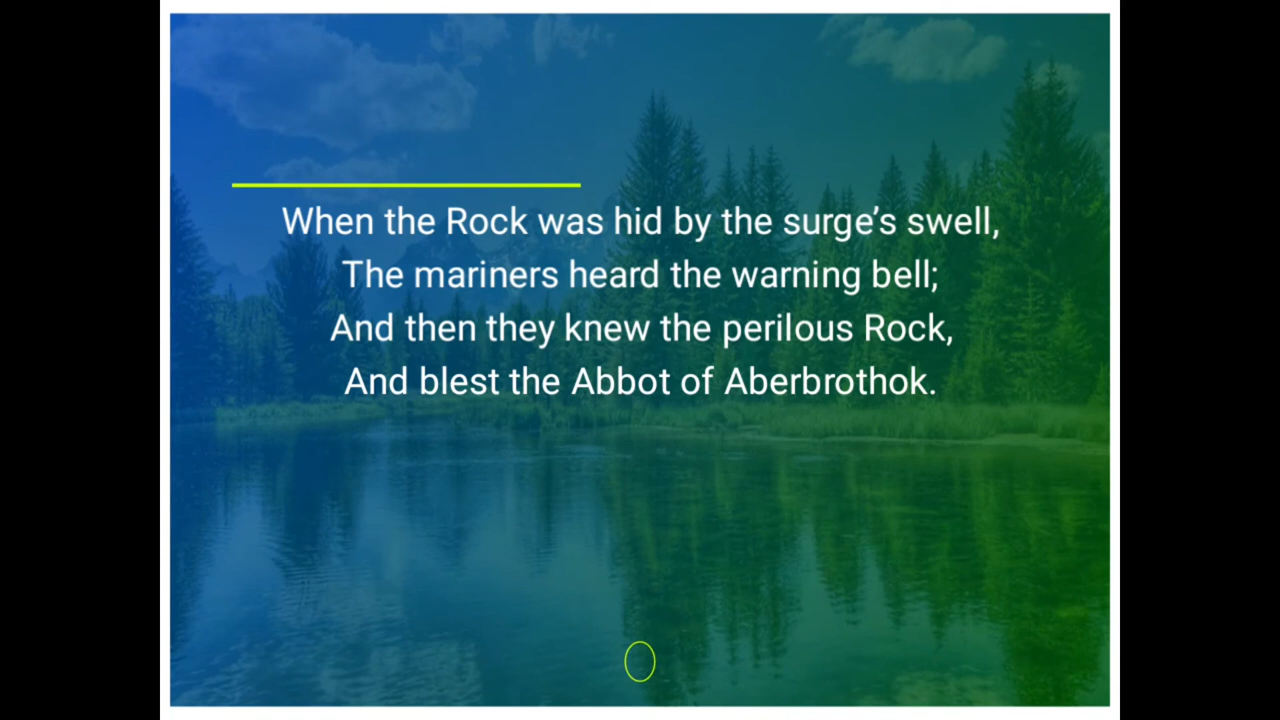 When the Rock was hid by the surge’s swell,
The mariners heard the warning bell;
And then they knew the perilous Rock,
And blest the Abbot of Aberbrothok.